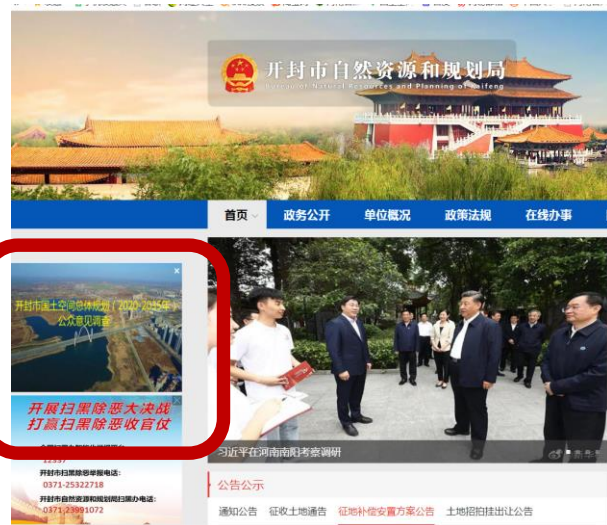 开封市自然资源和规划局
Bureau of Natural Resources and Planning of Kaifeng
首页
政务公开
单位概况
政策法规
在线办事
开封市国土空间总体规划(2020-2035年)
公众意见调查
开展扫黑除恶大决战
打赢扫黑除恶收官仗
12337
开封市扫黑除恶举报电话:
0371-25322718
开封市自然资源和规划局扫黑办电话:
0371-23991072
习近平在河南南阳考察调研
公告公示
通知公告 征收土地通告 征地补偿安置方案公告 土地招拍挂出让公告